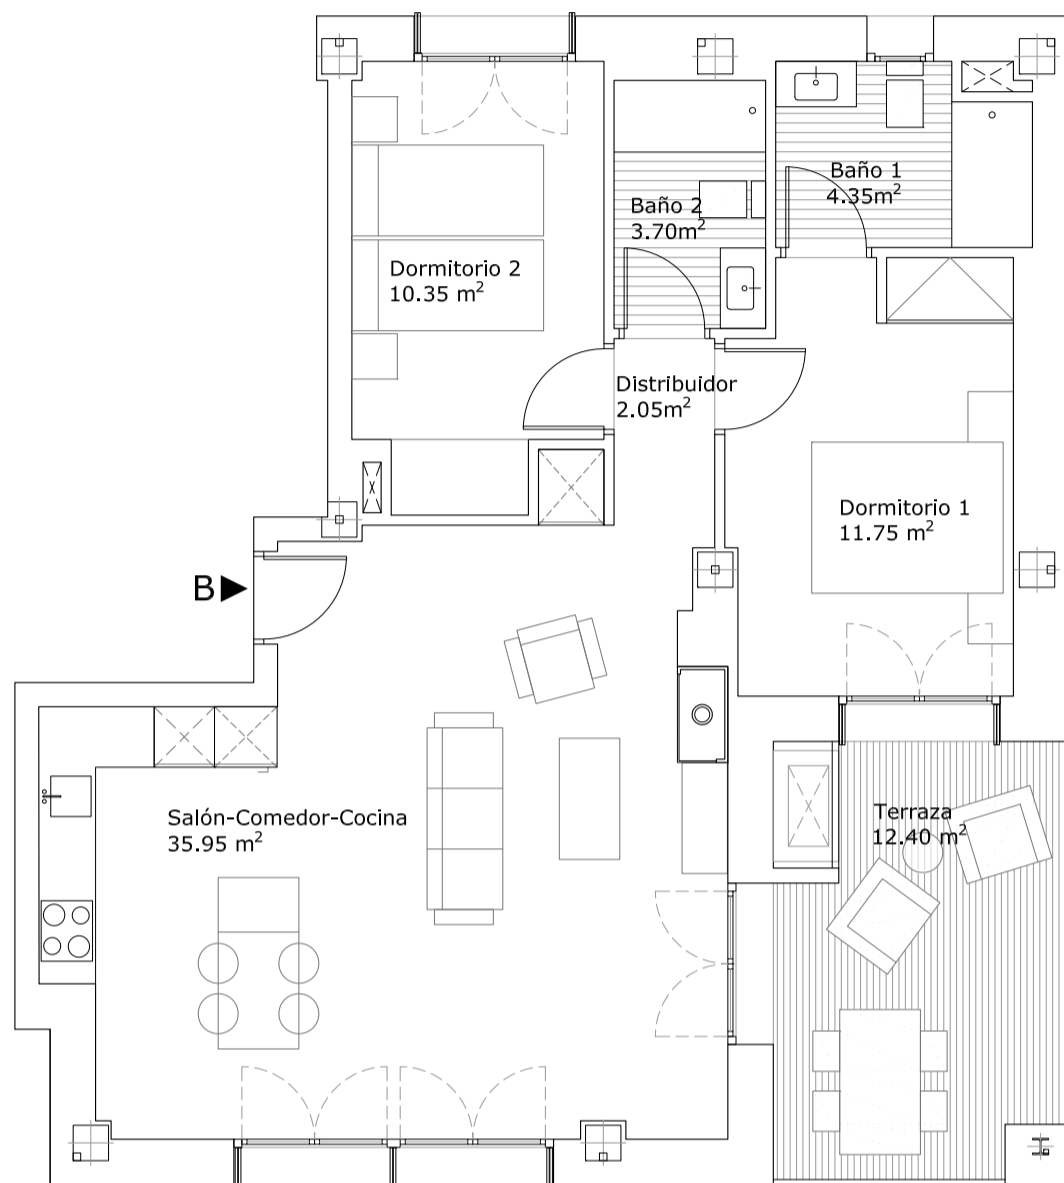 Baño 1
4.35m²
Baño 2
3.70m²
Dormitorio 2
10.35 m²
Distribuidor
2.05m²
Dormitorio 1
11.75 m²
B
Salón-Comedor-Cocina
35.95 m²
Terraza
12.40 m²